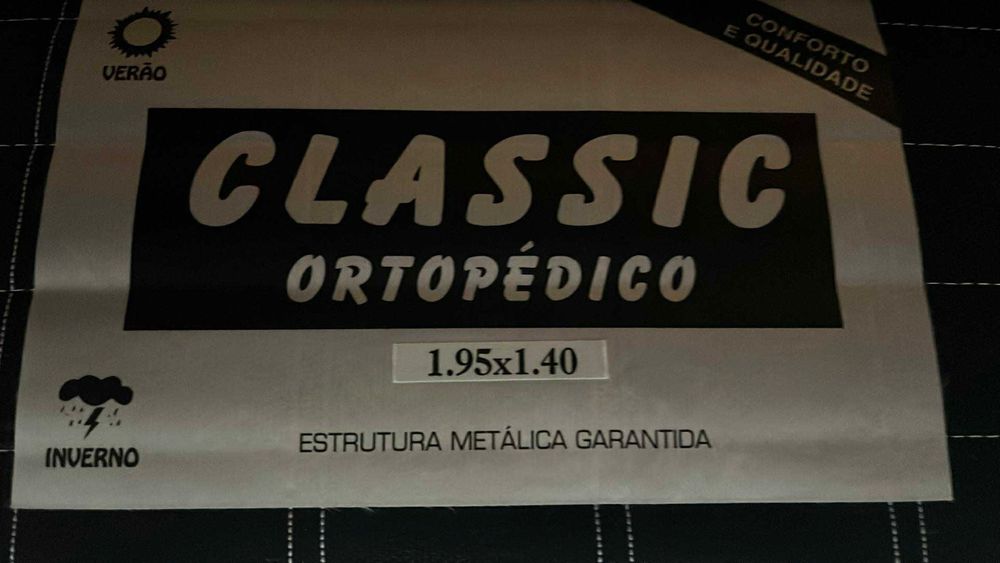 VERÃO
CONFORTO
E QUALIDADE
CLASSIC
ORTOPÉDICO
1.95x1.40
ESTRUTURA METÁLICA GARANTIDA
INVERNO